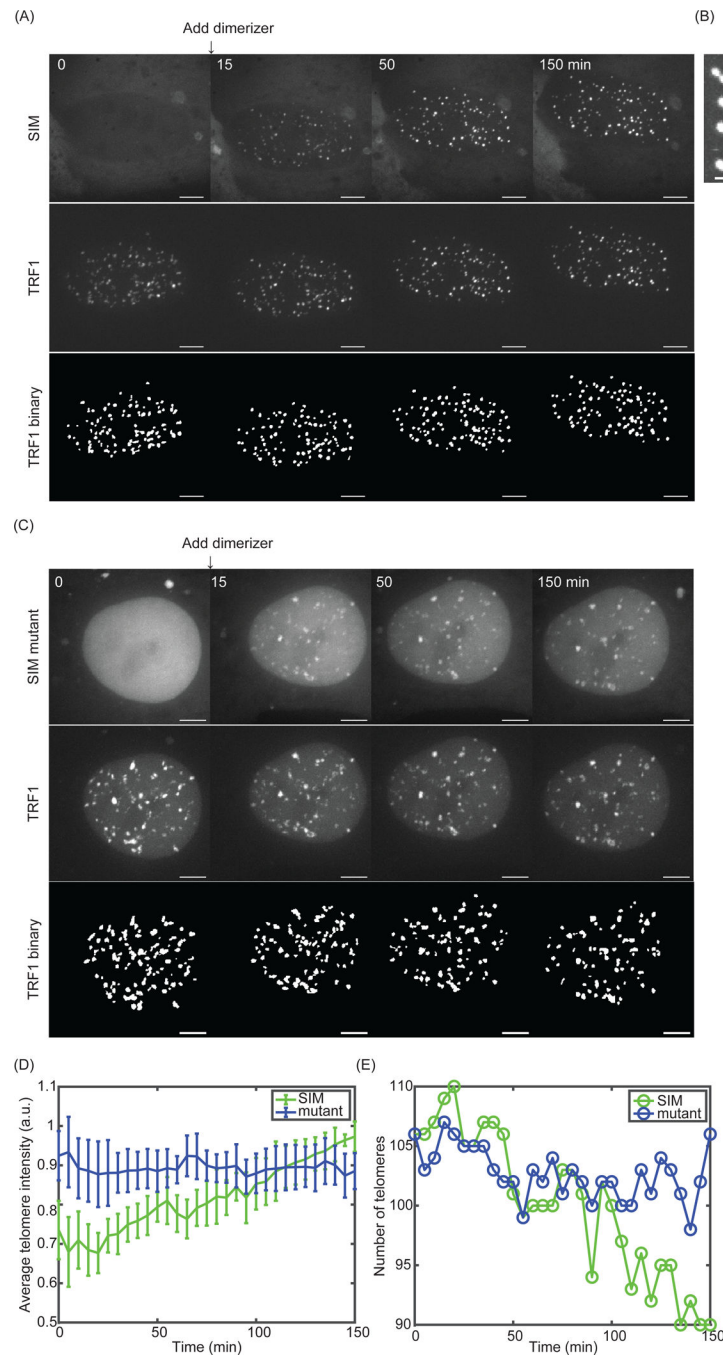 (A)
(B)
Add dimerizer
↓
0
15
50
150 min
SIM
TRF1
TRF1 binary
(C)
Add dimerizer
↓
0
15
50
150 min
SIM mutant
TRF1
TRF1 binary
(D)
1.1
1
0.9
0.8
0.7
0.6
0.5
Average telomere intensity (a.u.)
SIM
mutant
0
50
100
150
Time (min)
(E)
110
105
100
95
90
Number of telomeres
SIM
mutant
0
50
100
150
Time (min)